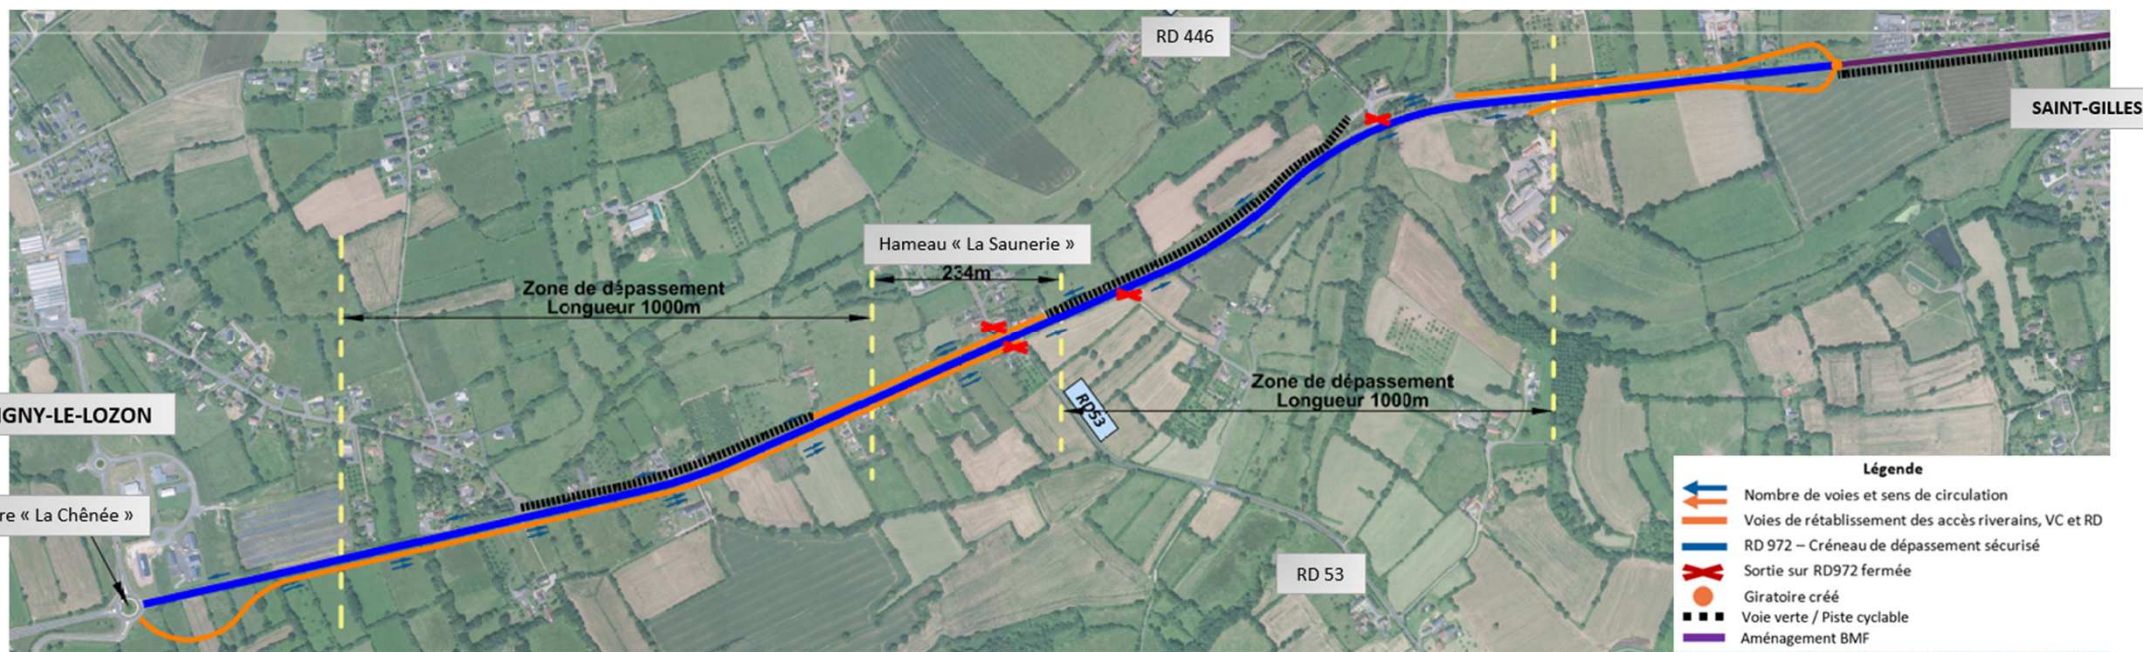 RD 446
SAINT-GILLES
Hameau « La Saunerie »
234m
Zone de dépassement
Longueur 1000m
Zone de dépassement
Longueur 1000m
RD53
IGNY-LE-LOZON
re « La Chênée »
RD 53
Légende
Nombre de voies et sens de circulation
Voies de rétablissement des accès riverains, VC et RD
RD 972 – Créneau de dépassement sécurisé
Sortie sur RD972 fermée
Giratoire créé
Voie verte / Piste cyclable
Aménagement BMF